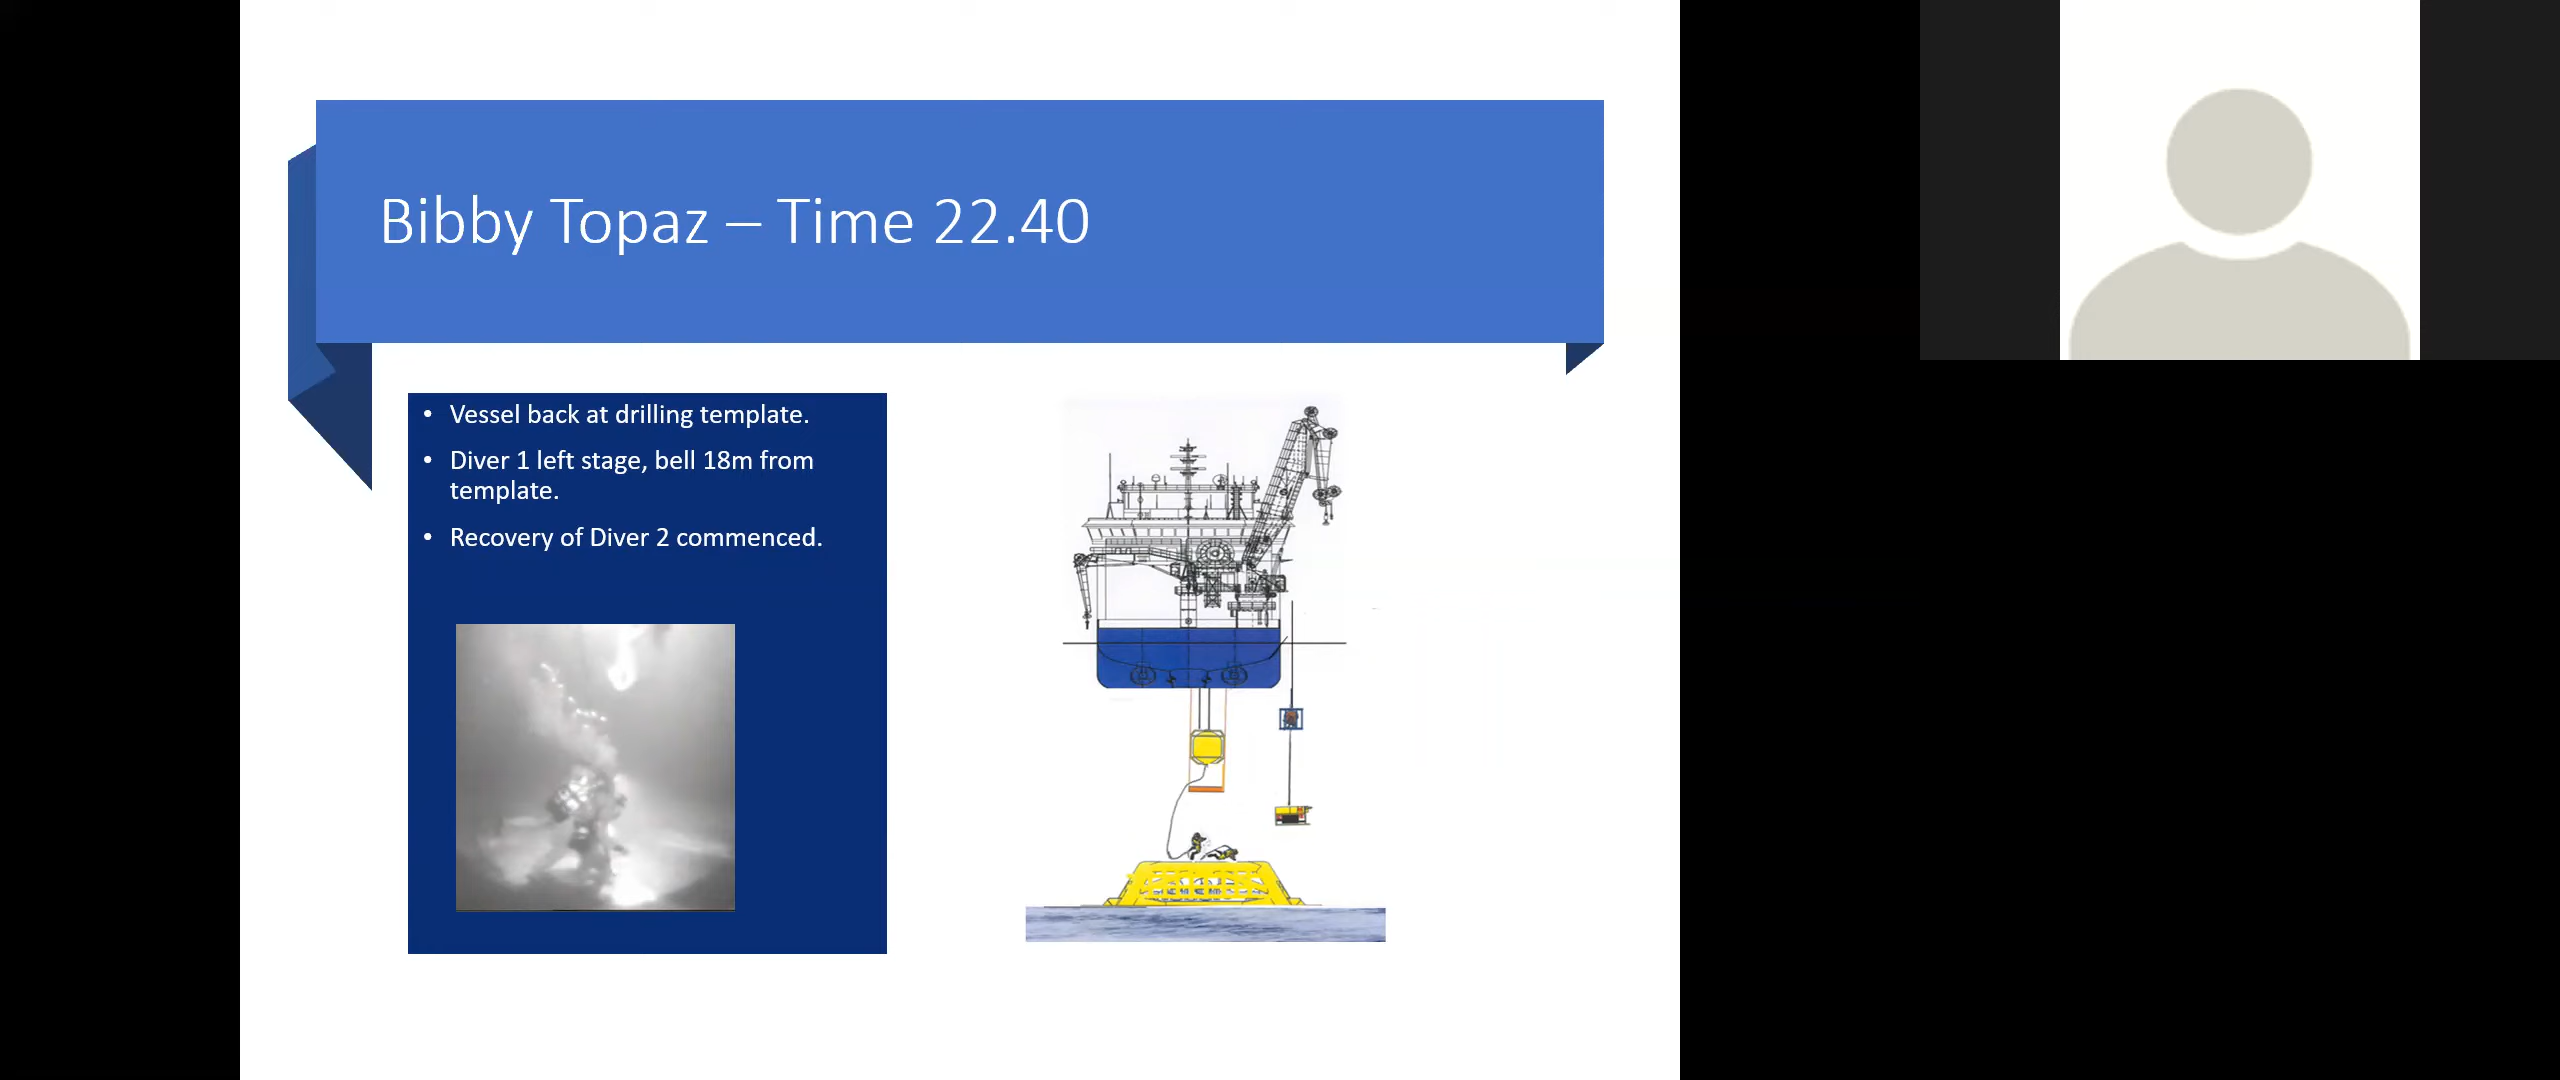 Bibby Topaz – Time 22.40
• Vessel back at drilling template.
• Diver 1 left stage, bell 18m from
template.
• Recovery of Diver 2 commenced.